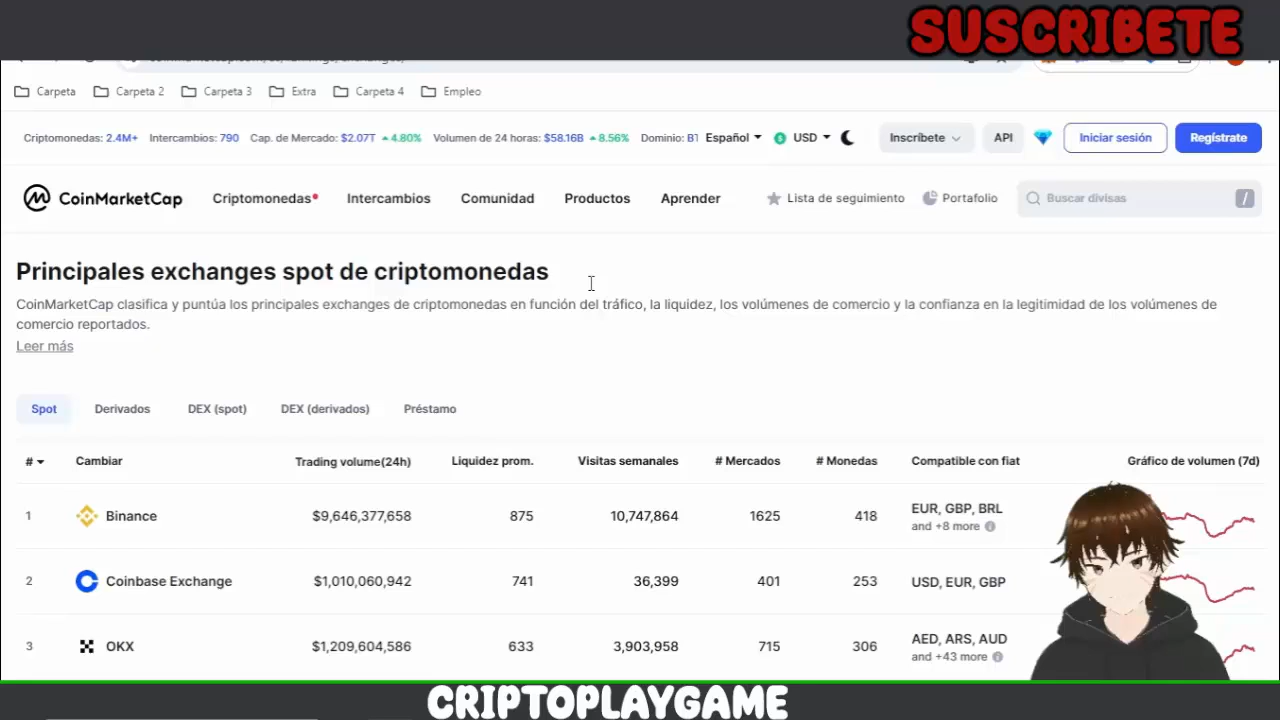 SUSCRIBETE
Carpeta Carpeta 2 Carpeta 3 Extra Carpeta 4 Empleo
Criptomonedas: 2.4M+ Intercambios: 790 Cap. de Mercado: $2.07T 4.80% Volumen de 24 horas: $58.16B 8.56% Dominio: BT Español USD Inscríbete API Iniciar sesión Regístrate
CoinMarketCap Criptomonedas Intercambios Comunidad Productos Aprender Lista de seguimiento Portafolio Buscar divisas /
Principales exchanges spot de criptomonedas
CoinMarketCap clasifica y puntúa los principales exchanges de criptomonedas en función del tráfico, la liquidez, los volúmenes de comercio y la confianza en la legitimidad de los volúmenes de
comercio reportados.
Leer más
Spot Derivados DEX (spot) DEX (derivados) Préstamo
# Cambiar Trading volume(24h) Liquidez prom. Visitas semanales # Mercados # Monedas Compatible con fiat Gráfico de volumen (7d)
1 Binance $9,646,377,658 875 10,747,864 1625 418 EUR, GBP, BRL
and +8 more
2 Coinbase Exchange $1,010,060,942 741 36,399 401 253 USD, EUR, GBP
3 OKX $1,209,604,586 633 3,903,958 715 306 AED, ARS, AUD
and +43 more
CRIPTOPLAYGAME